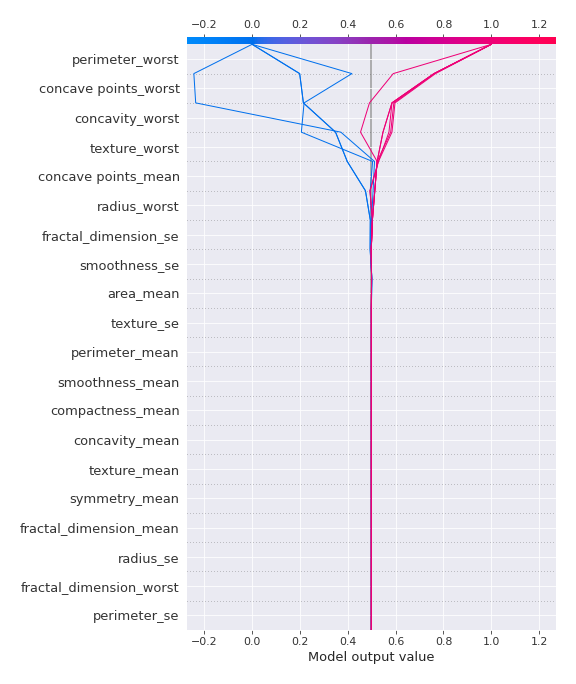 −0.2 0.0 0.2 0.4 0.6 0.8 1.0 1.2
perimeter_worst
concave points_worst
concavity_worst
texture_worst
concave points_mean
radius_worst
fractal_dimension_se
smoothness_se
area_mean
texture_se
perimeter_mean
smoothness_mean
compactness_mean
concavity_mean
texture_mean
symmetry_mean
fractal_dimension_mean
radius_se
fractal_dimension_worst
perimeter_se
−0.2 0.0 0.2 0.4 0.6 0.8 1.0 1.2
Model output value